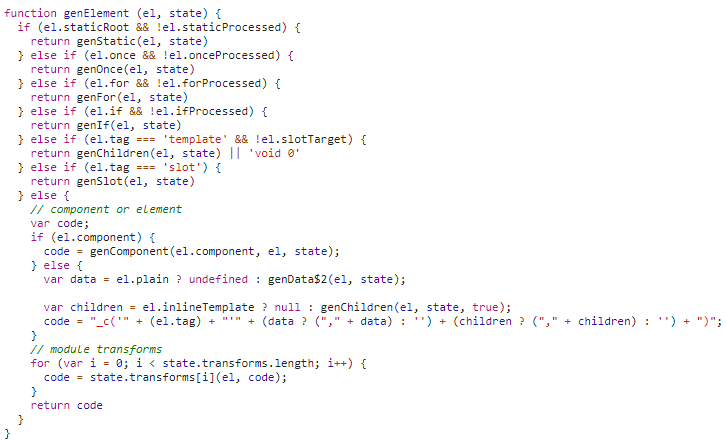 function genElement (el, state) {
  if (el.staticRoot && !el.staticProcessed) {
    return genStatic(el, state)
  } else if (el.once && !el.onceProcessed) {
    return genOnce(el, state)
  } else if (el.for && !el.forProcessed) {
    return genFor(el, state)
  } else if (el.if && !el.ifProcessed) {
    return genIf(el, state)
  } else if (el.tag === 'template' && !el.slotTarget) {
    return genChildren(el, state) || 'void 0'
  } else if (el.tag === 'slot') {
    return genSlot(el, state)
  } else {
    // component or element
    var code;
    if (el.component) {
      code = genComponent(el.component, el, state);
    } else {
      var data = el.plain ? undefined : genData$2(el, state);

      var children = el.inlineTemplate ? null : genChildren(el, state, true);
      code = "_c('" + (el.tag) + "'" + (data ? ("," + data) : '') + (children ? ("," + children) : '') + ")";
    }
    // module transforms
    for (var i = 0; i < state.transforms.length; i++) {
      code = state.transforms[i](el, code);
    }
    return code
  }
}